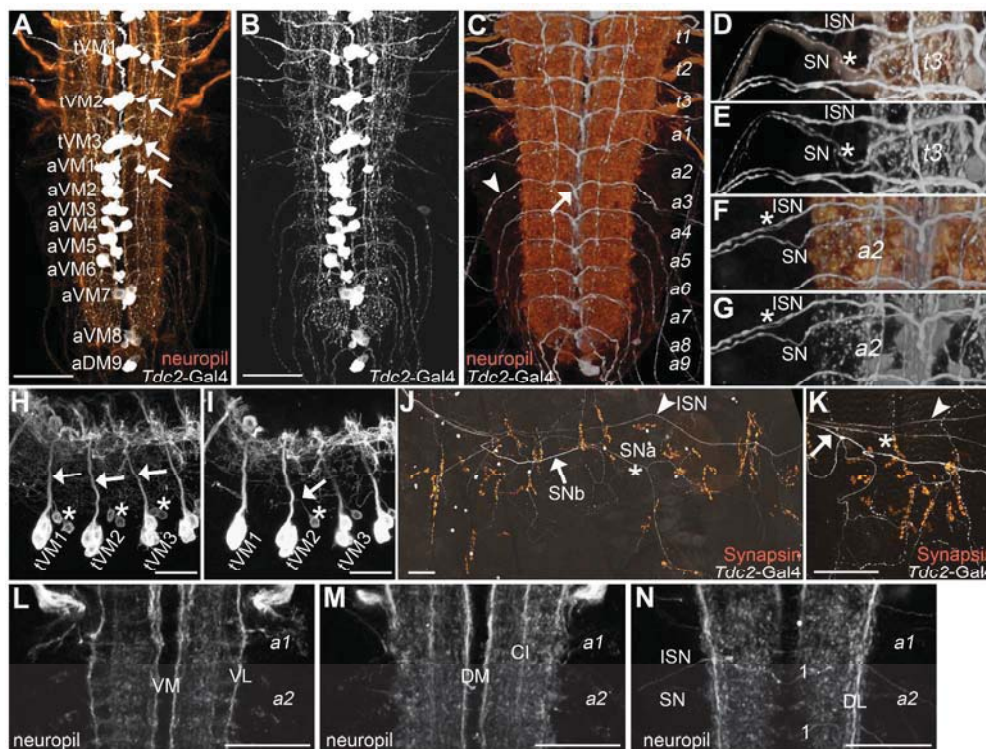 A
tVM1
tVM2
tVM3
aVM1
aVM2
aVM3
aVM4
aVM5
aVM6
aVM7
aVM8
aDM9
neuropil
Tdc2-Gal4
B
Tdc2-Gal4
C
t1
t2
t3
a1
a2
a3
a4
a5
a6
a7
a8
a9
neuropil
Tdc2-Gal4
D
ISN
SN
*
t3
E
ISN
SN
*
t3
F
*
ISN
SN
a2
G
*
ISN
SN
a2
H
*
*
*
tVM1
tVM2
tVM3
I
*
tVM1
tVM2
tVM3
J
ISN
SNa
*
SNb
Synapsin
Tdc2-Gal4
K
*
Synapsin
Tdc2-Gal4
L
a1
VM
VL
a2
neuropil
M
a1
CI
DM
a2
neuropil
N
a1
ISN
1
SN
DL
a2
1
neuropil